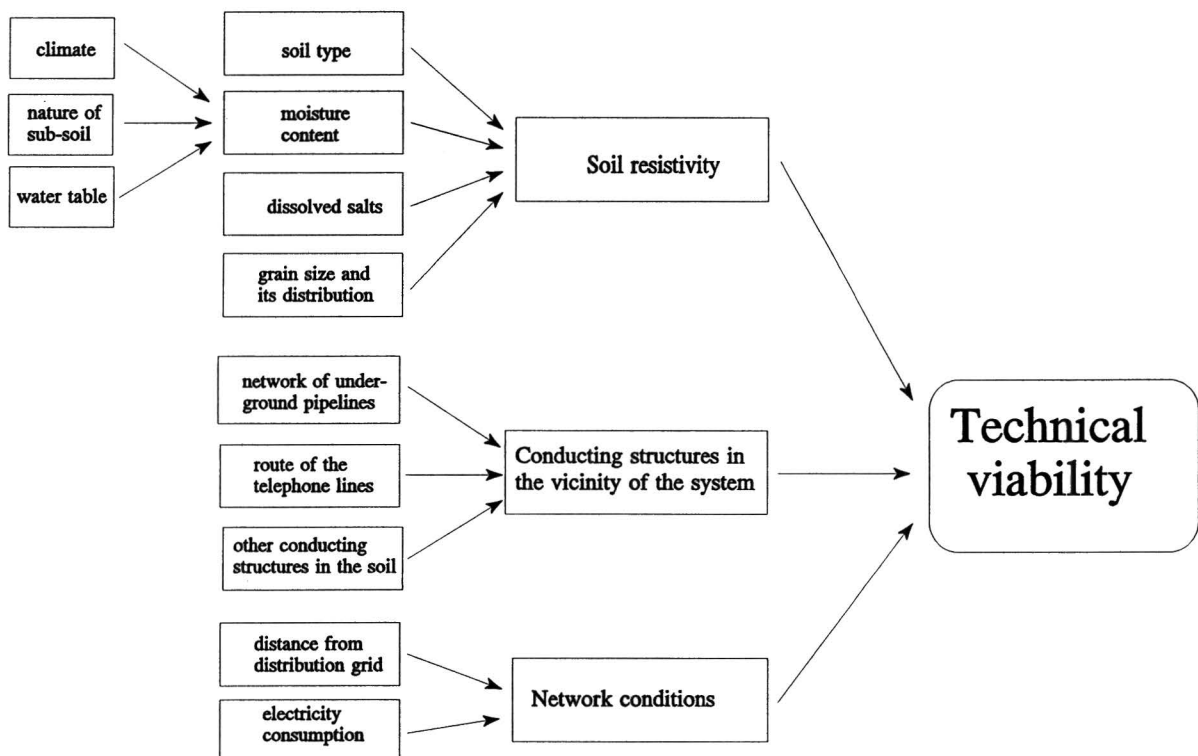 climate
nature of
sub-soil
water table
soil type
moisture
content
dissolved salts
grain size and
its distribution
Soil resistivity
network of under-
ground pipelines
route of the
telephone lines
other conducting
structures in the soil
Conducting structures in
the vicinity of the system
distance from
distribution grid
electricity
consumption
Network conditions
Technical
viability